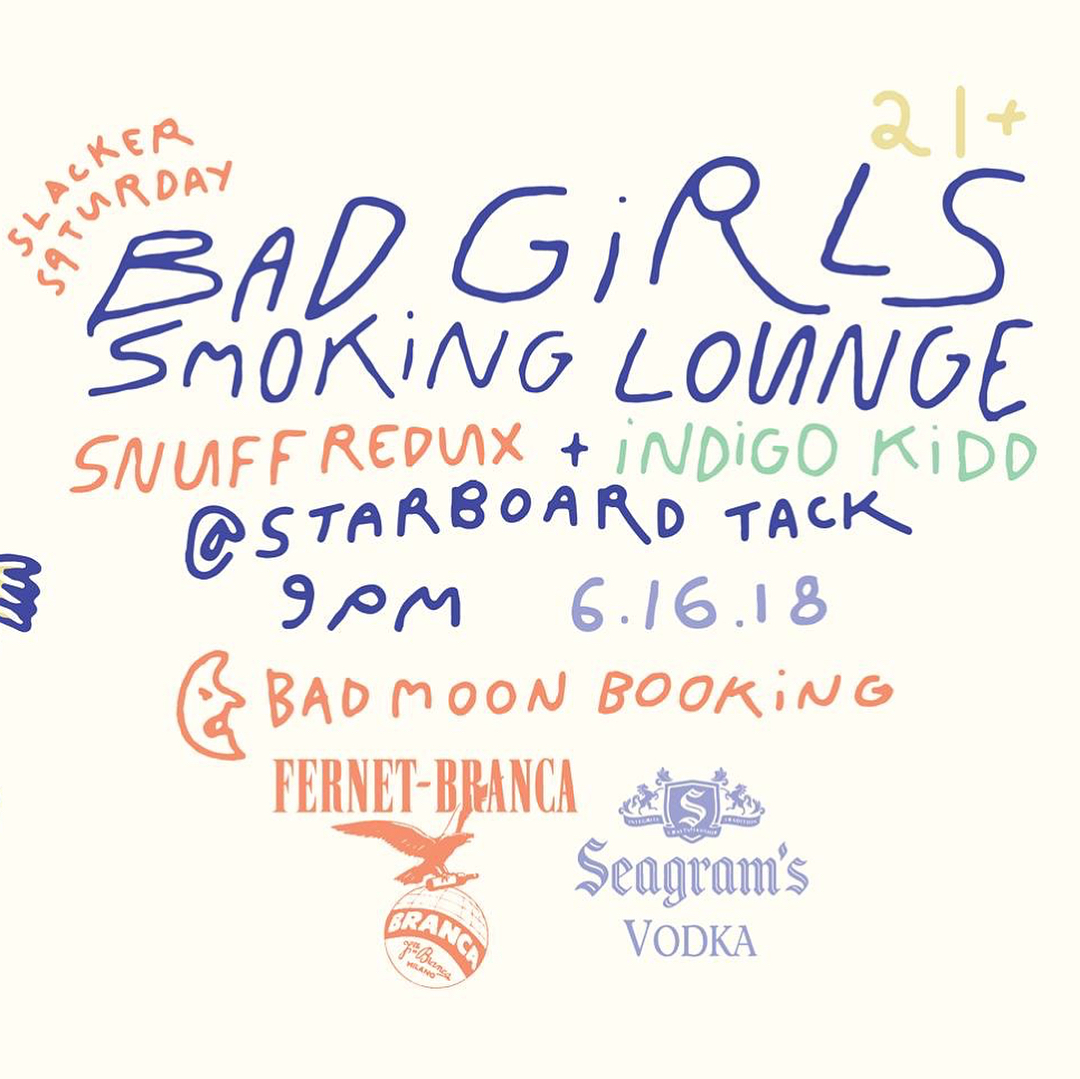 21+
SLACKER
SATURDAY
BAD GiRLS
SMOKiNG LOUNGE
SNUFF REDUX + iNDiGO KiDD
@STARBOARD TACK
9PM 6.16.18
BAD MOON BOOKiNG
FERNET-BRANCA
BRANCA
MILANO
S
Seagram's
VODKA